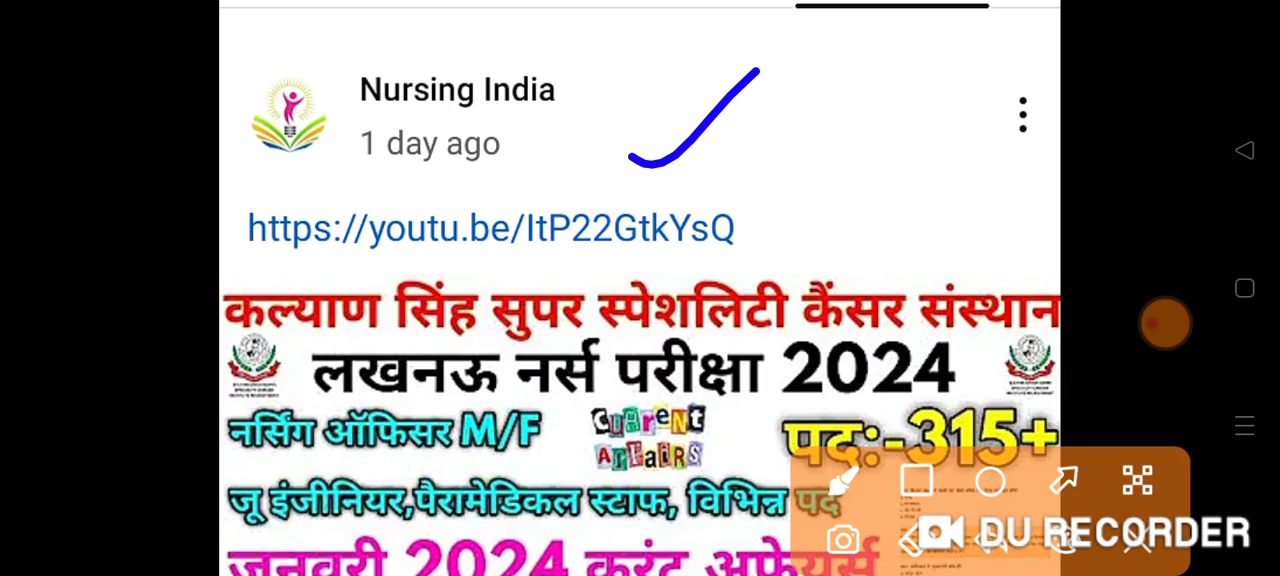 Nursing India
1 day ago
https://youtu.be/ItP22GtkYsQ
कल्याण सिंह सुपर स्पेशलिटी कैंसर संस्थान
लखनऊ नर्स परीक्षा 2024
नर्सिंग ऑफिसर M/F
CURRENT AFFAIRS
पद:-315+
जू इंजीनियर,पैरामेडिकल स्टाफ, विभिन्न पद
DU RECORDER
जनवरी 2024 करंट अफेयर्स